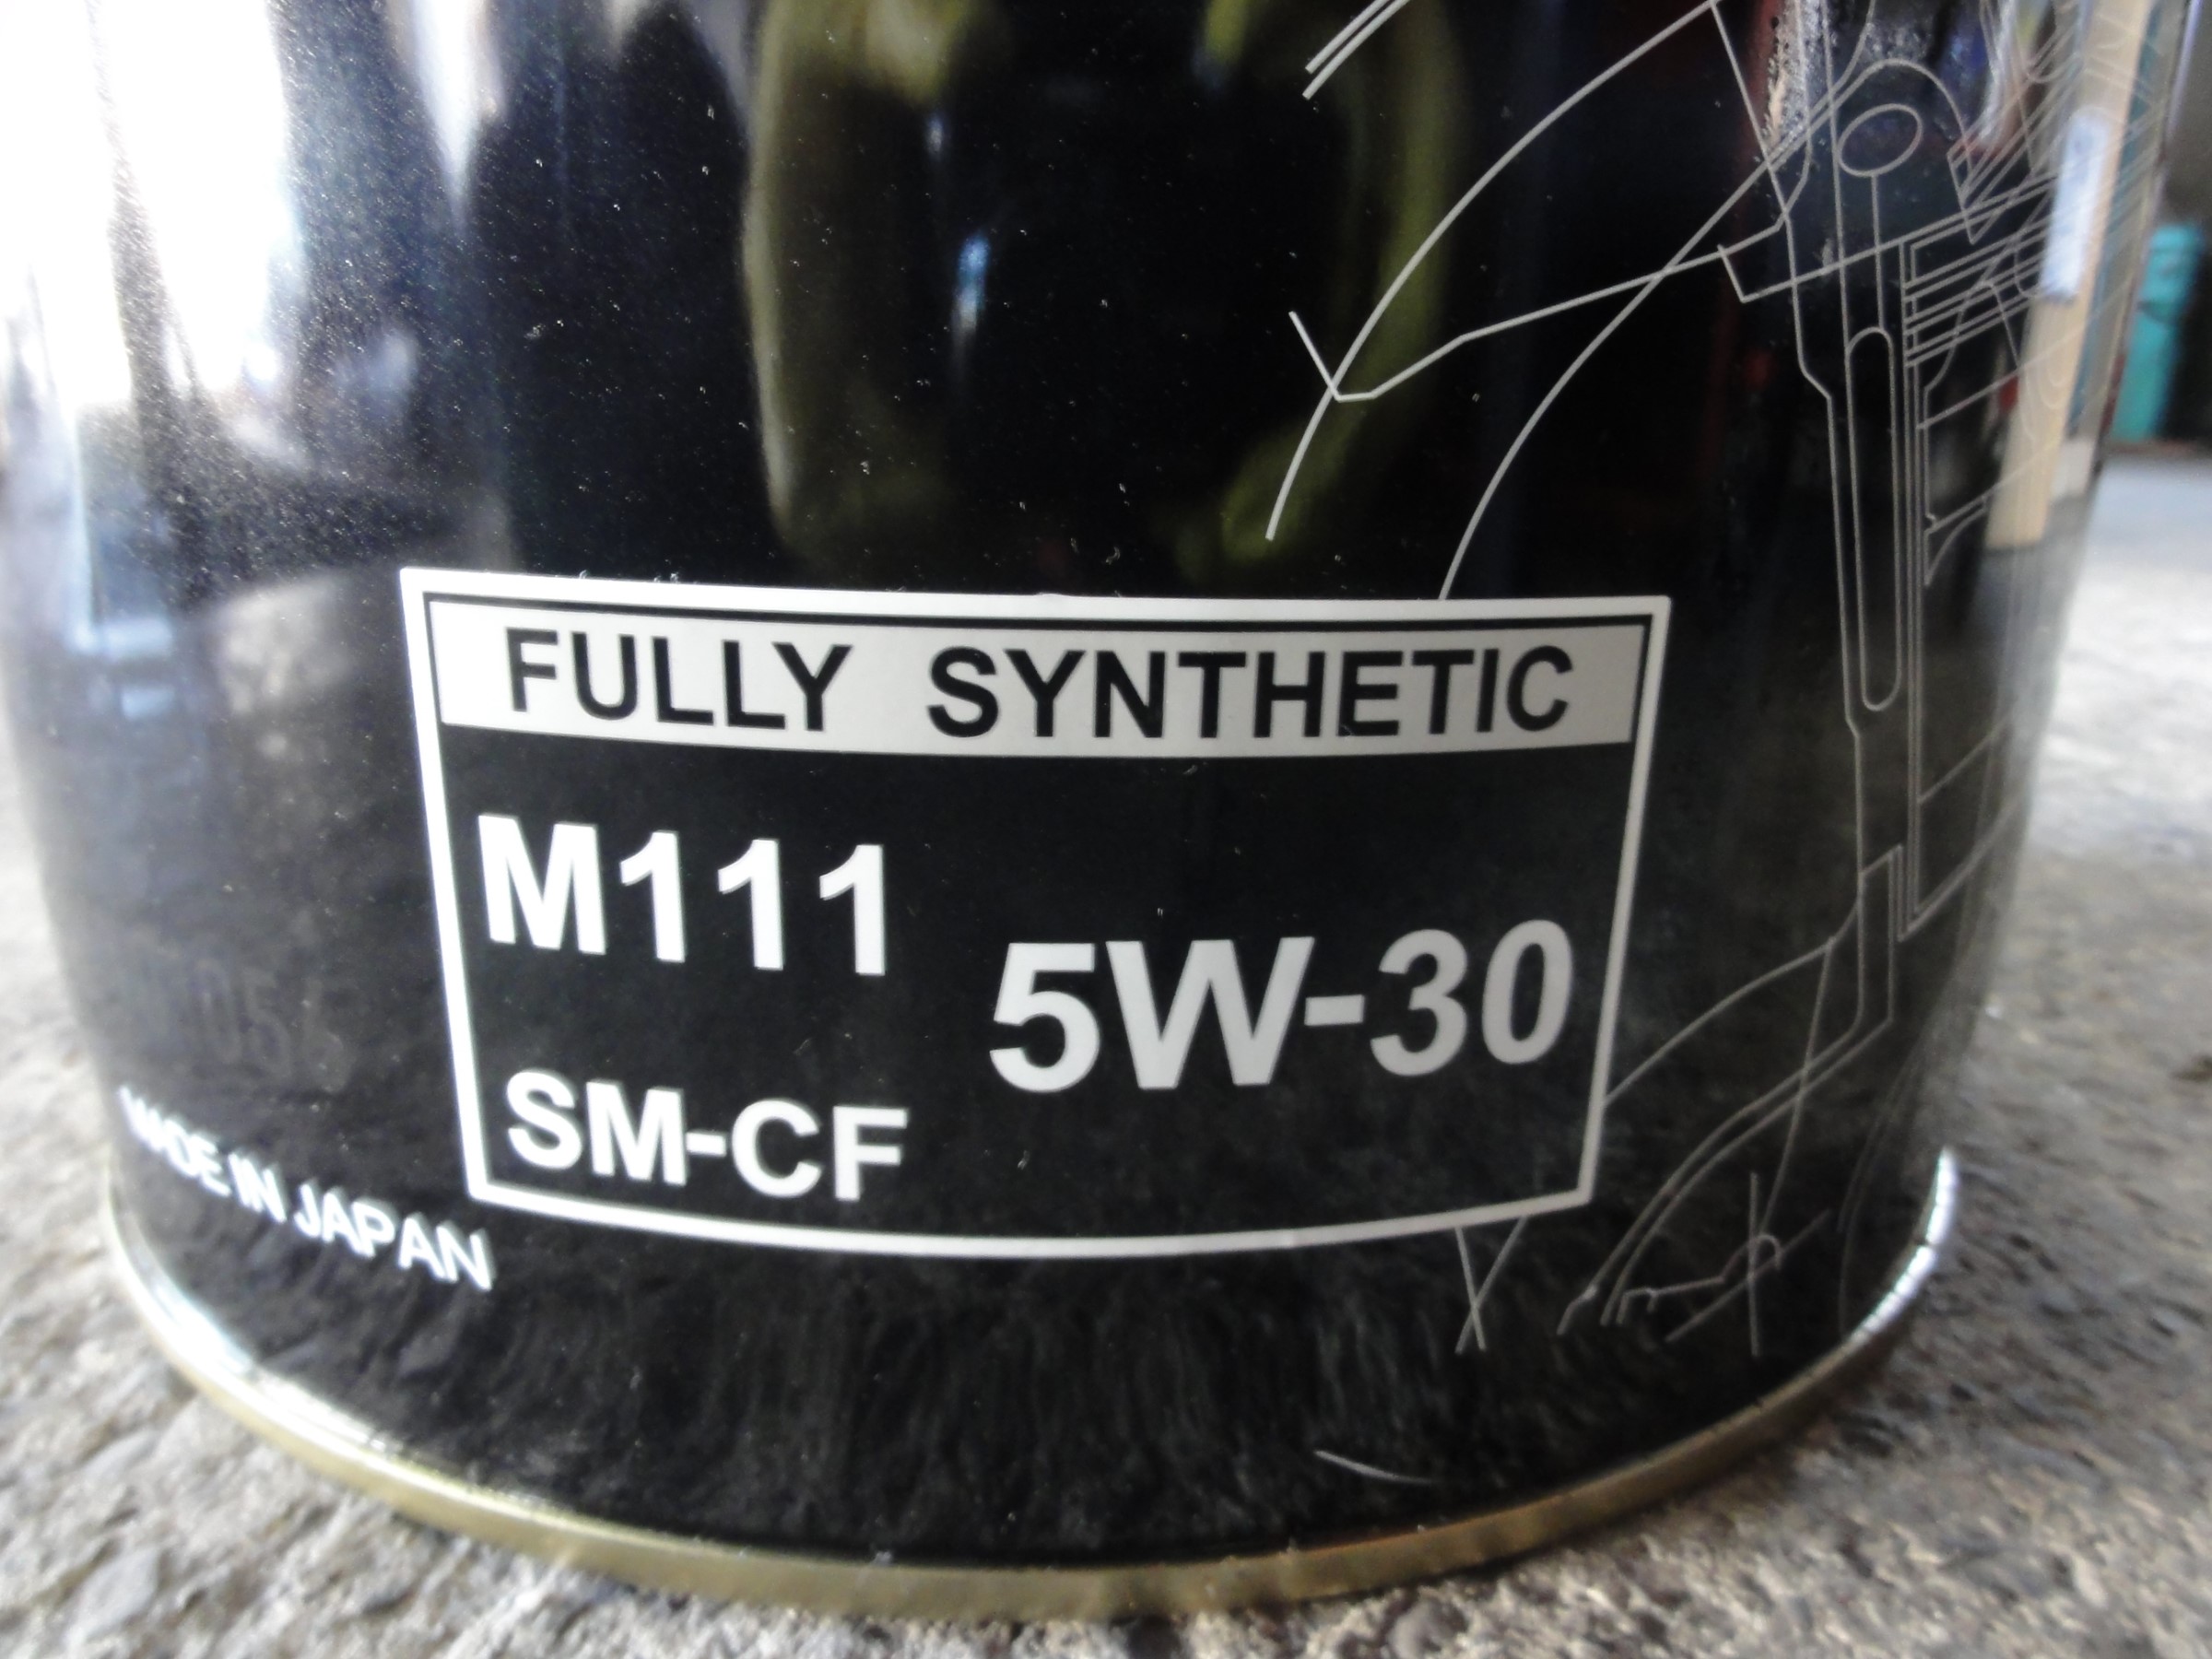 FULLY SYNTHETIC
M111
5W-30
SM-CF
MADE IN JAPAN